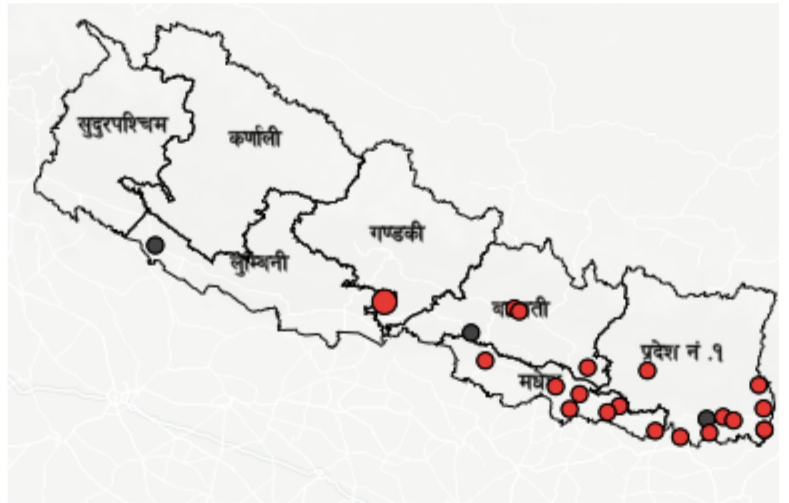 सुदुरपश्चिम
कर्णाली
गण्डकी
लुम्बिनी
प्रदेश नं .१